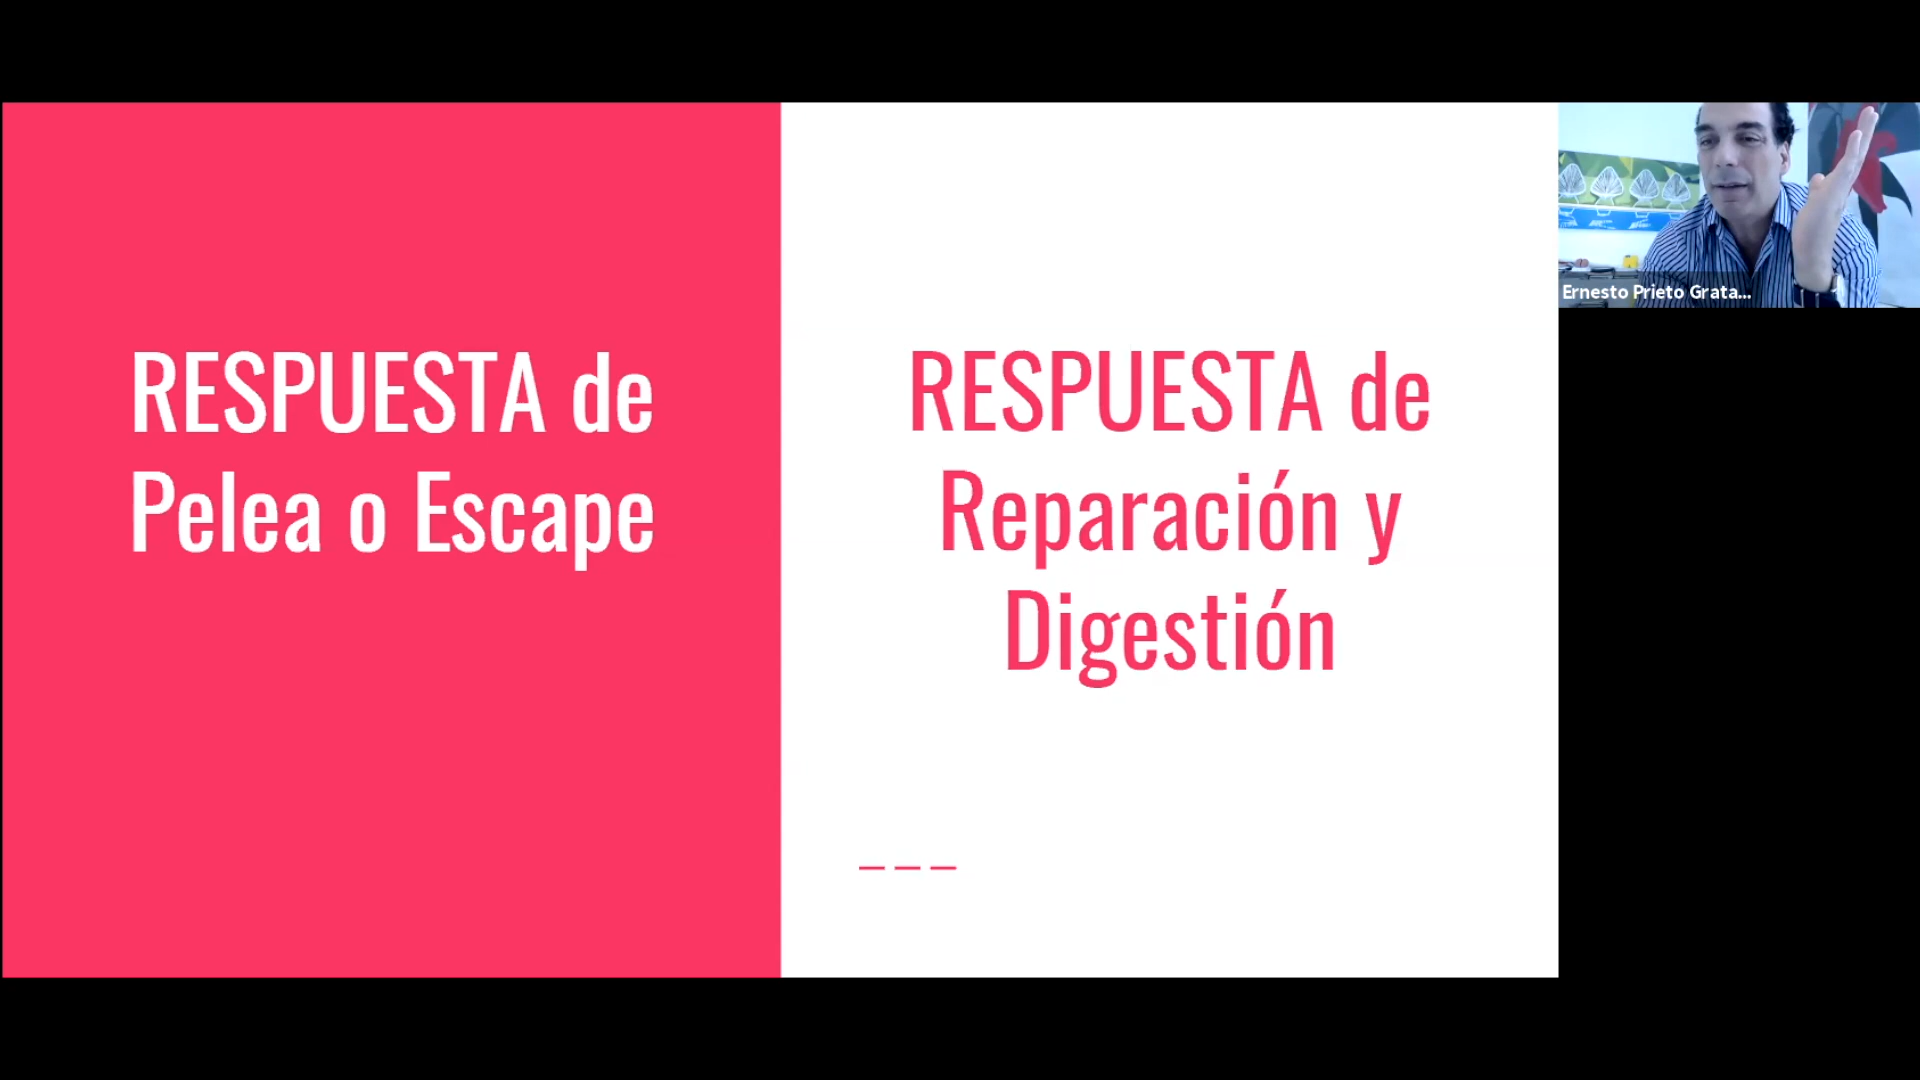 RESPUESTA de
Pelea o Escape
RESPUESTA de
Reparación y
Digestión
Ernesto Prieto Grata...